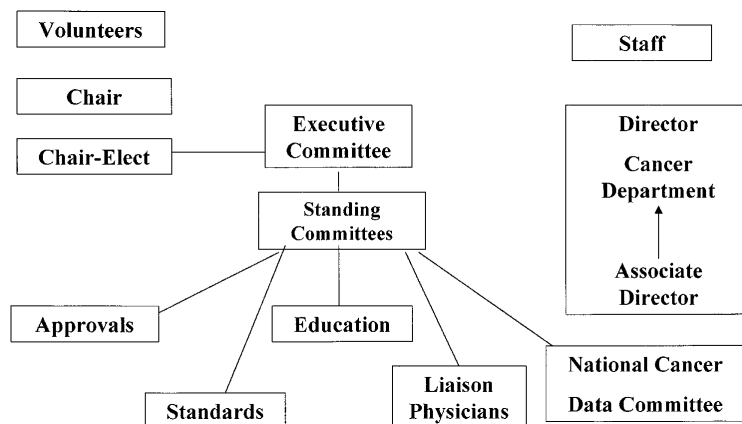 Volunteers
Staff
Chair
Chair-Elect
Executive
Committee
Director
Cancer
Department
Associate
Director
Standing
Committees
Approvals
Education
Standards
Liaison
Physicians
National Cancer
Data Committee